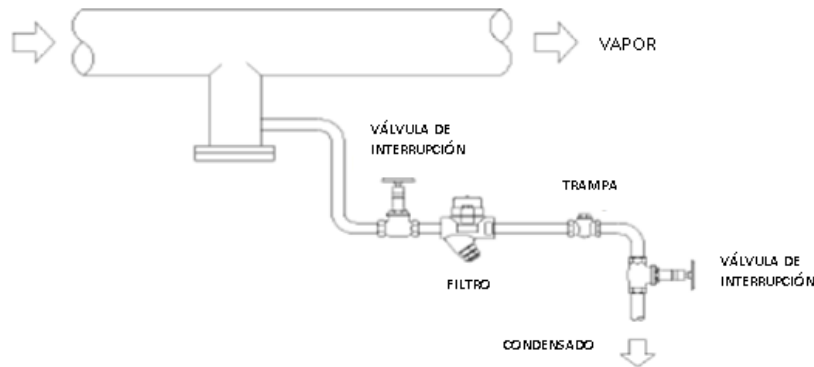 VAPOR
VÁLVULA DE
INTERRUPCIÓN
TRAMPA
FILTRO
VÁLVULA DE
INTERRUPCIÓN
CONDENSADO